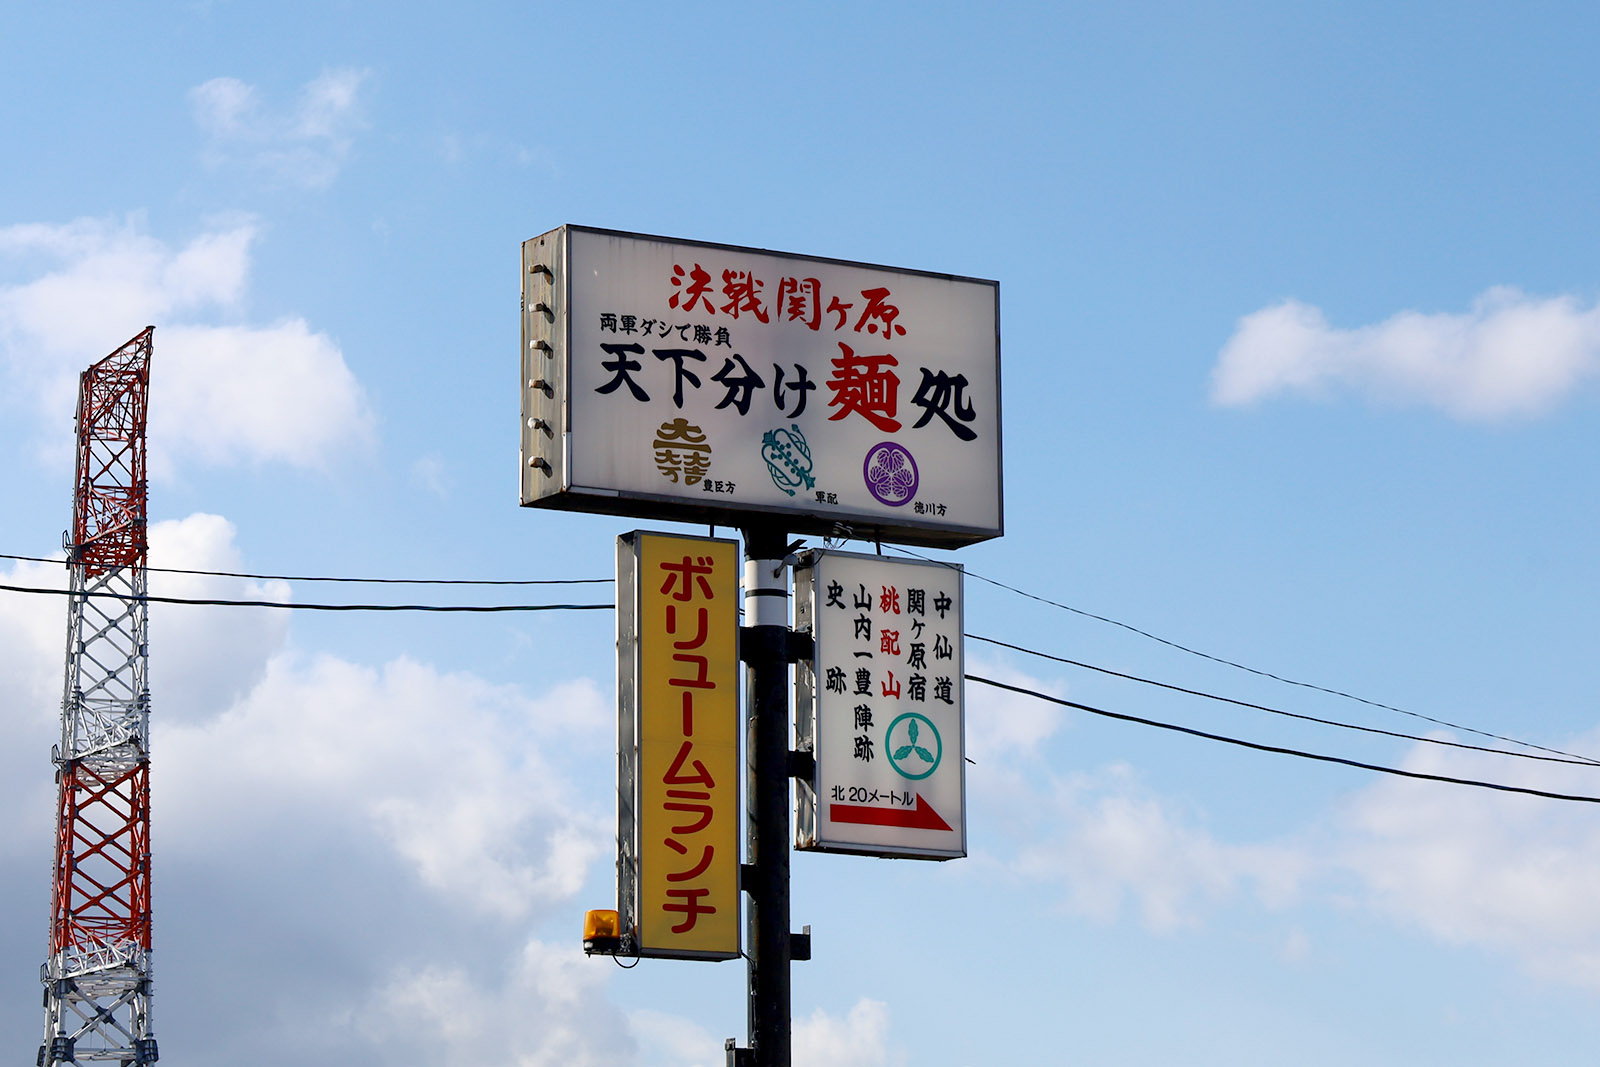 決戦関ヶ原
両軍ダシで勝負
天下分け麺処
豊臣方
軍配
徳川方
ボリュームランチ
中仙道
関ヶ原宿
桃配山
山内一豊陣跡
史跡
北20メートル